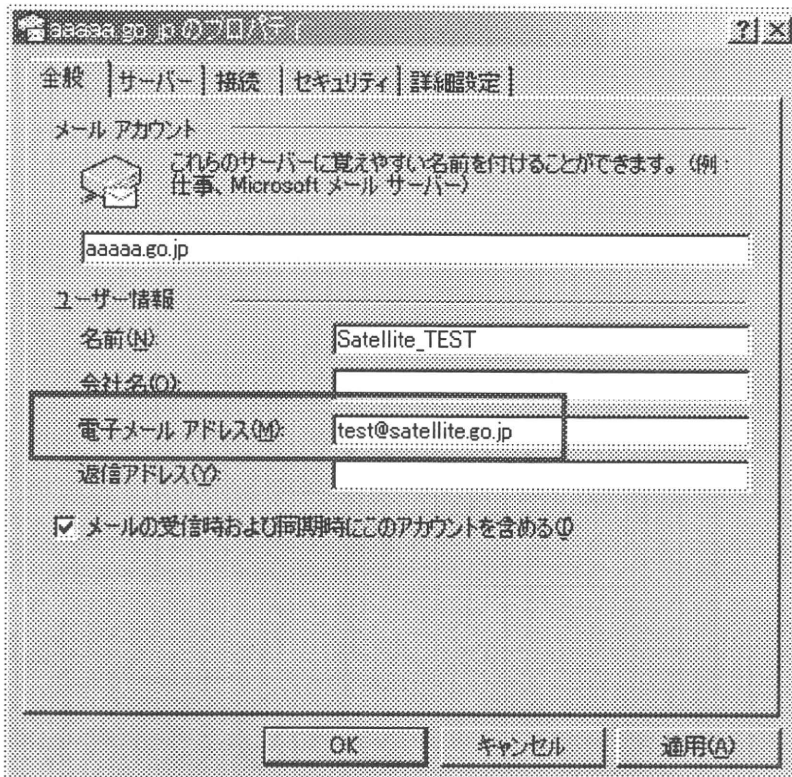 aaaaa.go.jp のプロパティ
全般 サーバー 接続 セキュリティ 詳細設定
メール アカウント
これらのサーバーに覚えやすい名前を付けることができます。 (例 :
仕事、Microsoft メール サーバー)
aaaaa.go.jp
ユーザー情報
名前(N): Satellite_TEST
会社名(O):
電子メール アドレス(M): test@satellite.go.jp
返信アドレス(Y):
メールの受信時および同期時にこのアカウントを含める(I)
OK キャンセル 適用(A)